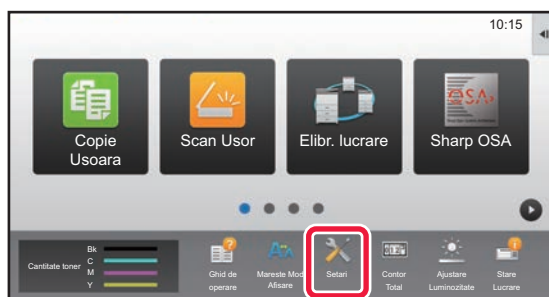 10:15
Copie
Usoara
Scan Usor
Elibr. lucrare
Sharp OSA
OSA
Cantitate toner
Bk
C
M
Y
Ghid de
operare
Mareste Mod
Afisare
Setari
Contor
Total
Ajustare
Luminozitate
Stare
Lucrare